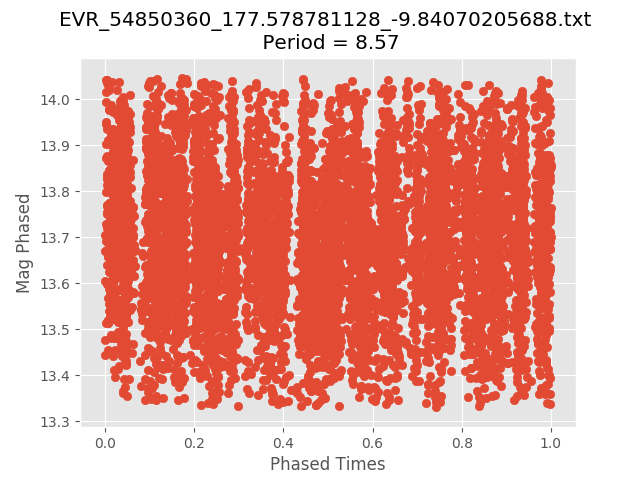 EVR_54850360_177.578781128_-9.84070205688.txt
Period = 8.57
14.0
13.9
13.8
13.7
13.6
13.5
13.4
13.3
Mag Phased
0.0 0.2 0.4 0.6 0.8 1.0
Phased Times